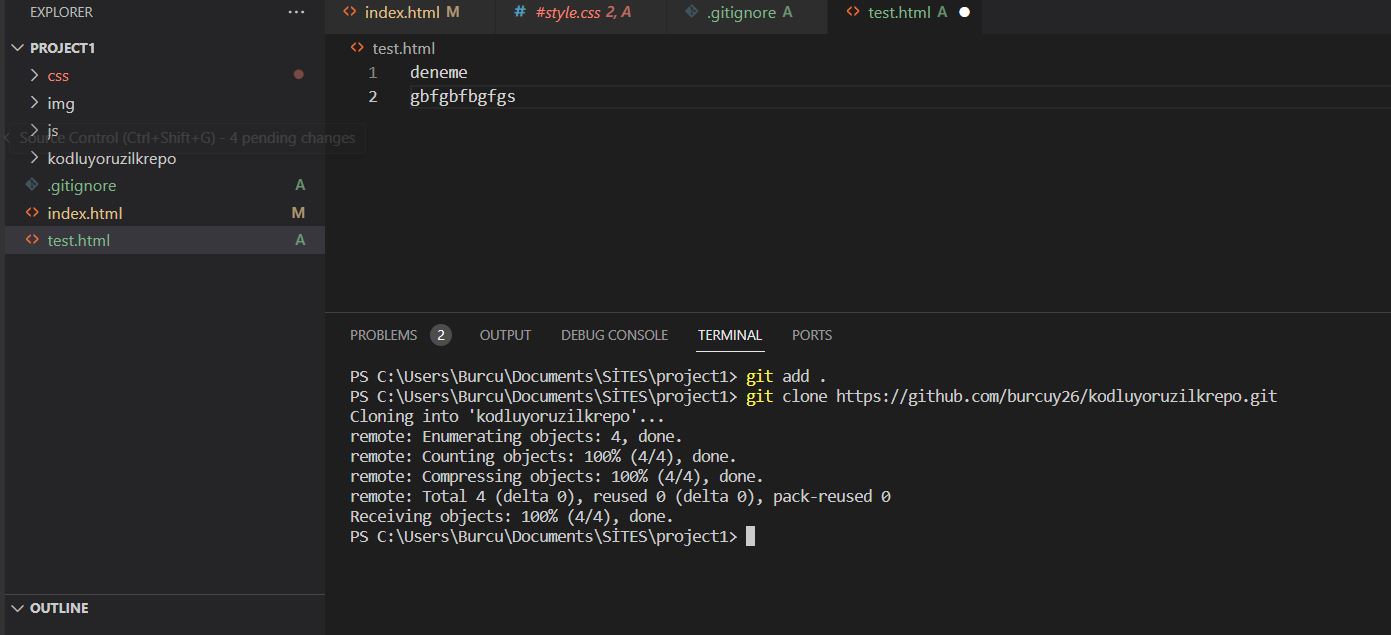 EXPLORER
index.html M
#style.css 2, A
.gitignore A
test.html A
PROJECT1
css
img
js
Source Control (Ctrl+Shift+G) - 4 pending changes
kodluyoruzilkrepo
.gitignore A
index.html M
test.html A
test.html
1 deneme
2 gbfgbfbgfgs
PROBLEMS 2 OUTPUT DEBUG CONSOLE TERMINAL PORTS
PS C:\Users\Burcu\Documents\SİTES\project1> git add .
PS C:\Users\Burcu\Documents\SİTES\project1> git clone https://github.com/burcuy26/kodluyoruzilkrepo.git
Cloning into 'kodluyoruzilkrepo'...
remote: Enumerating objects: 4, done.
remote: Counting objects: 100% (4/4), done.
remote: Compressing objects: 100% (4/4), done.
remote: Total 4 (delta 0), reused 0 (delta 0), pack-reused 0
Receiving objects: 100% (4/4), done.
PS C:\Users\Burcu\Documents\SİTES\project1>
OUTLINE